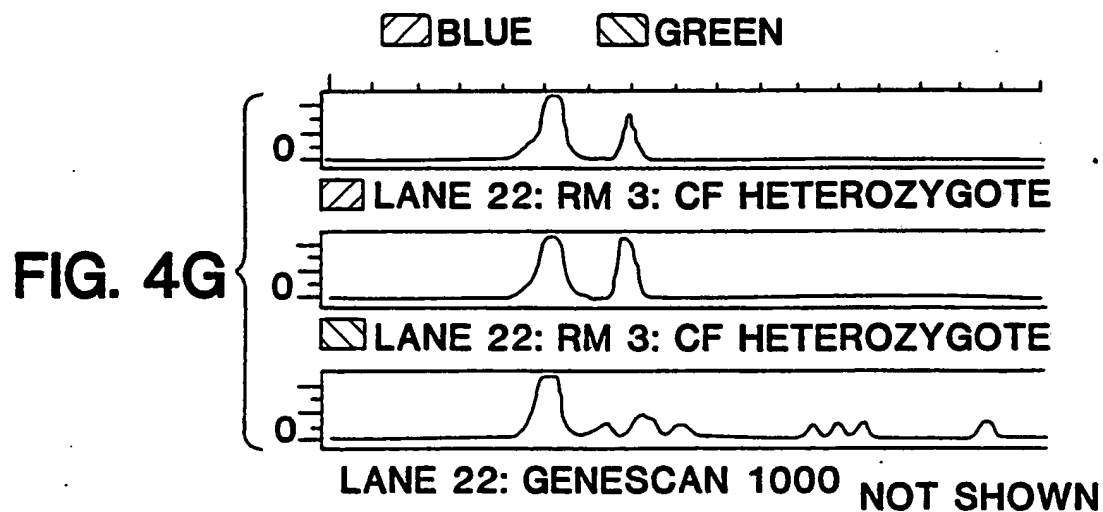 BLUE GREEN
0
LANE 22: RM 3: CF HETEROZYGOTE
FIG. 4G
0
LANE 22: RM 3: CF HETEROZYGOTE
0
LANE 22: GENESCAN 1000 NOT SHOWN